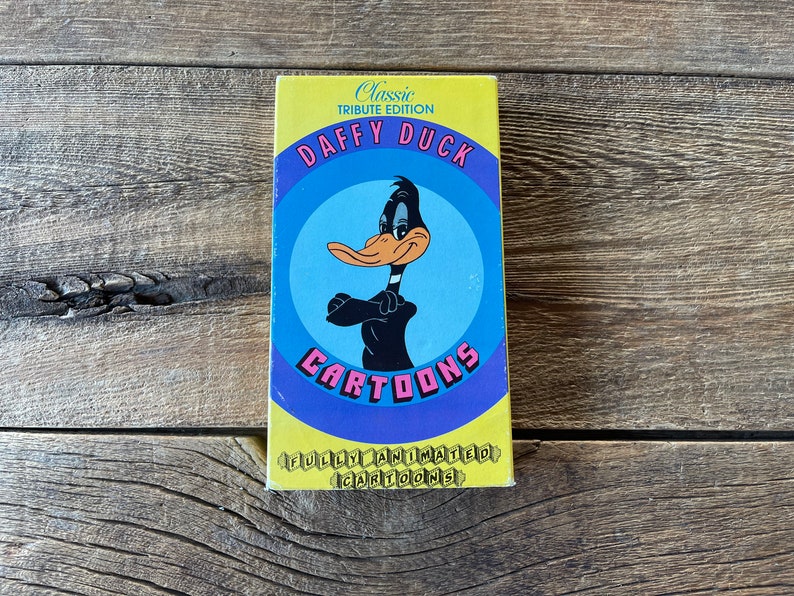 Classic
TRIBUTE EDITION
DAFFY DUCK
CARTOONS
FULLY ANIMATED
CARTOONS